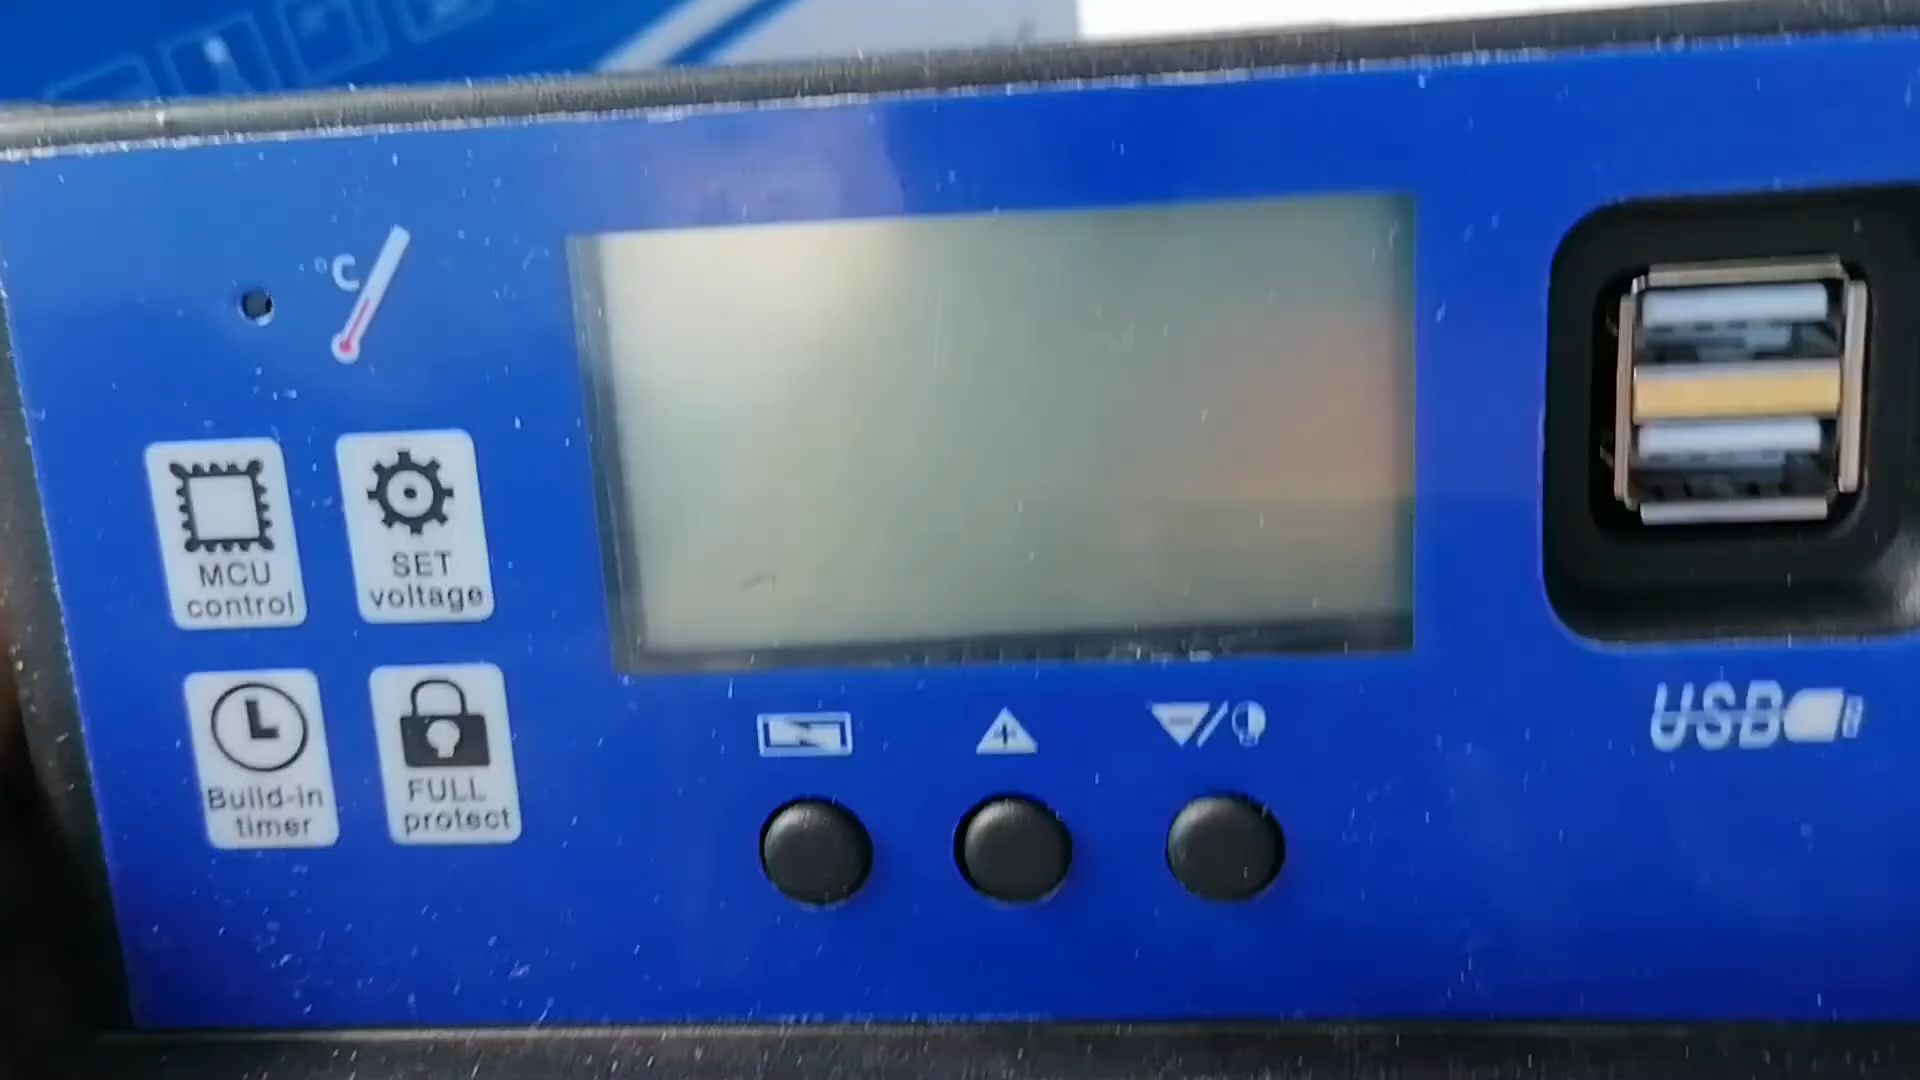 °C
MCU
control
SET
voltage
Build-in
timer
FULL
protect
USB